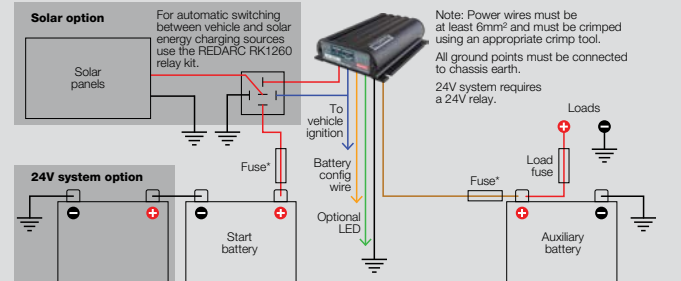 Solar option
For automatic switching
between vehicle and solar
energy charging sources
use the REDARC RK1260
relay kit.
Solar
panels
Note: Power wires must be
at least 6mm² and must be crimped
using an appropriate crimp tool.
All ground points must be connected
to chassis earth.
24V system requires
a 24V relay.
Loads
To
vehicle
ignition
Fuse*
Battery
config
wire
Load
fuse
Fuse*
24V system option
Optional
LED
Start
battery
Auxiliary
battery